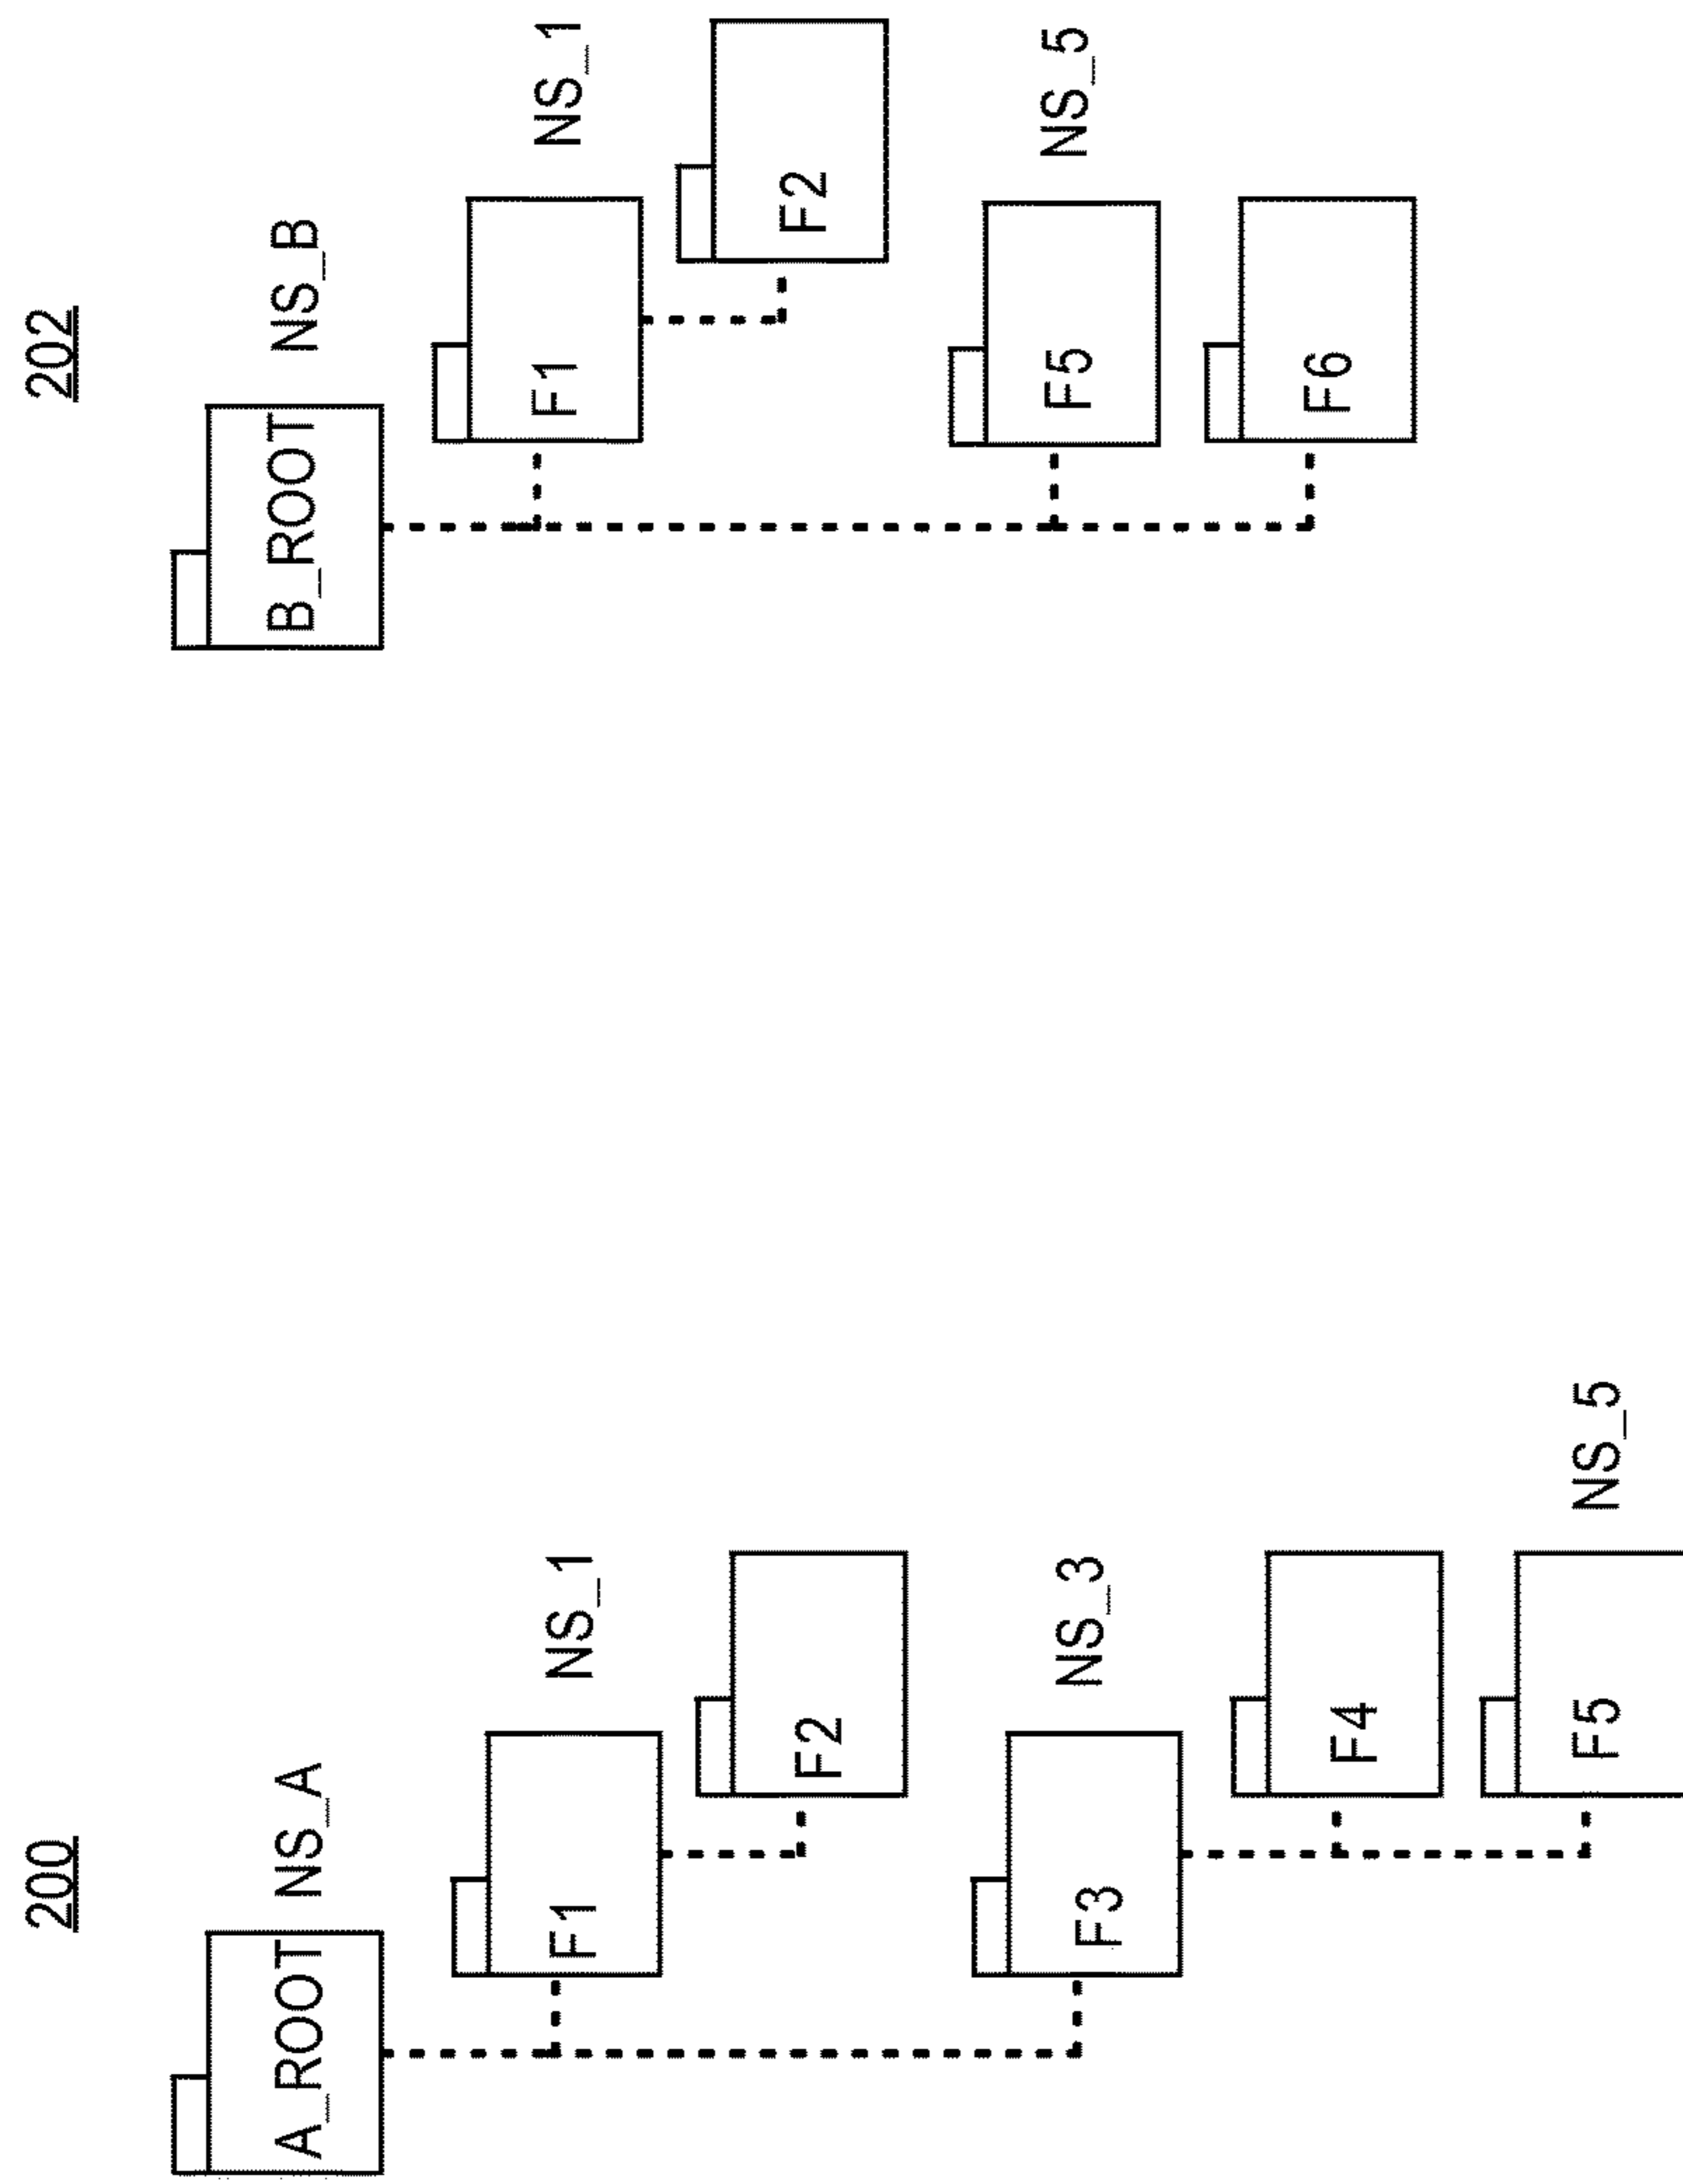 200
A_ROOT NS_A
F1 NS_1
F2
F3 NS_3
F4
F5 NS_5
202
B_ROOT NS_B
F1 NS_1
F2
F5 NS_5
F6